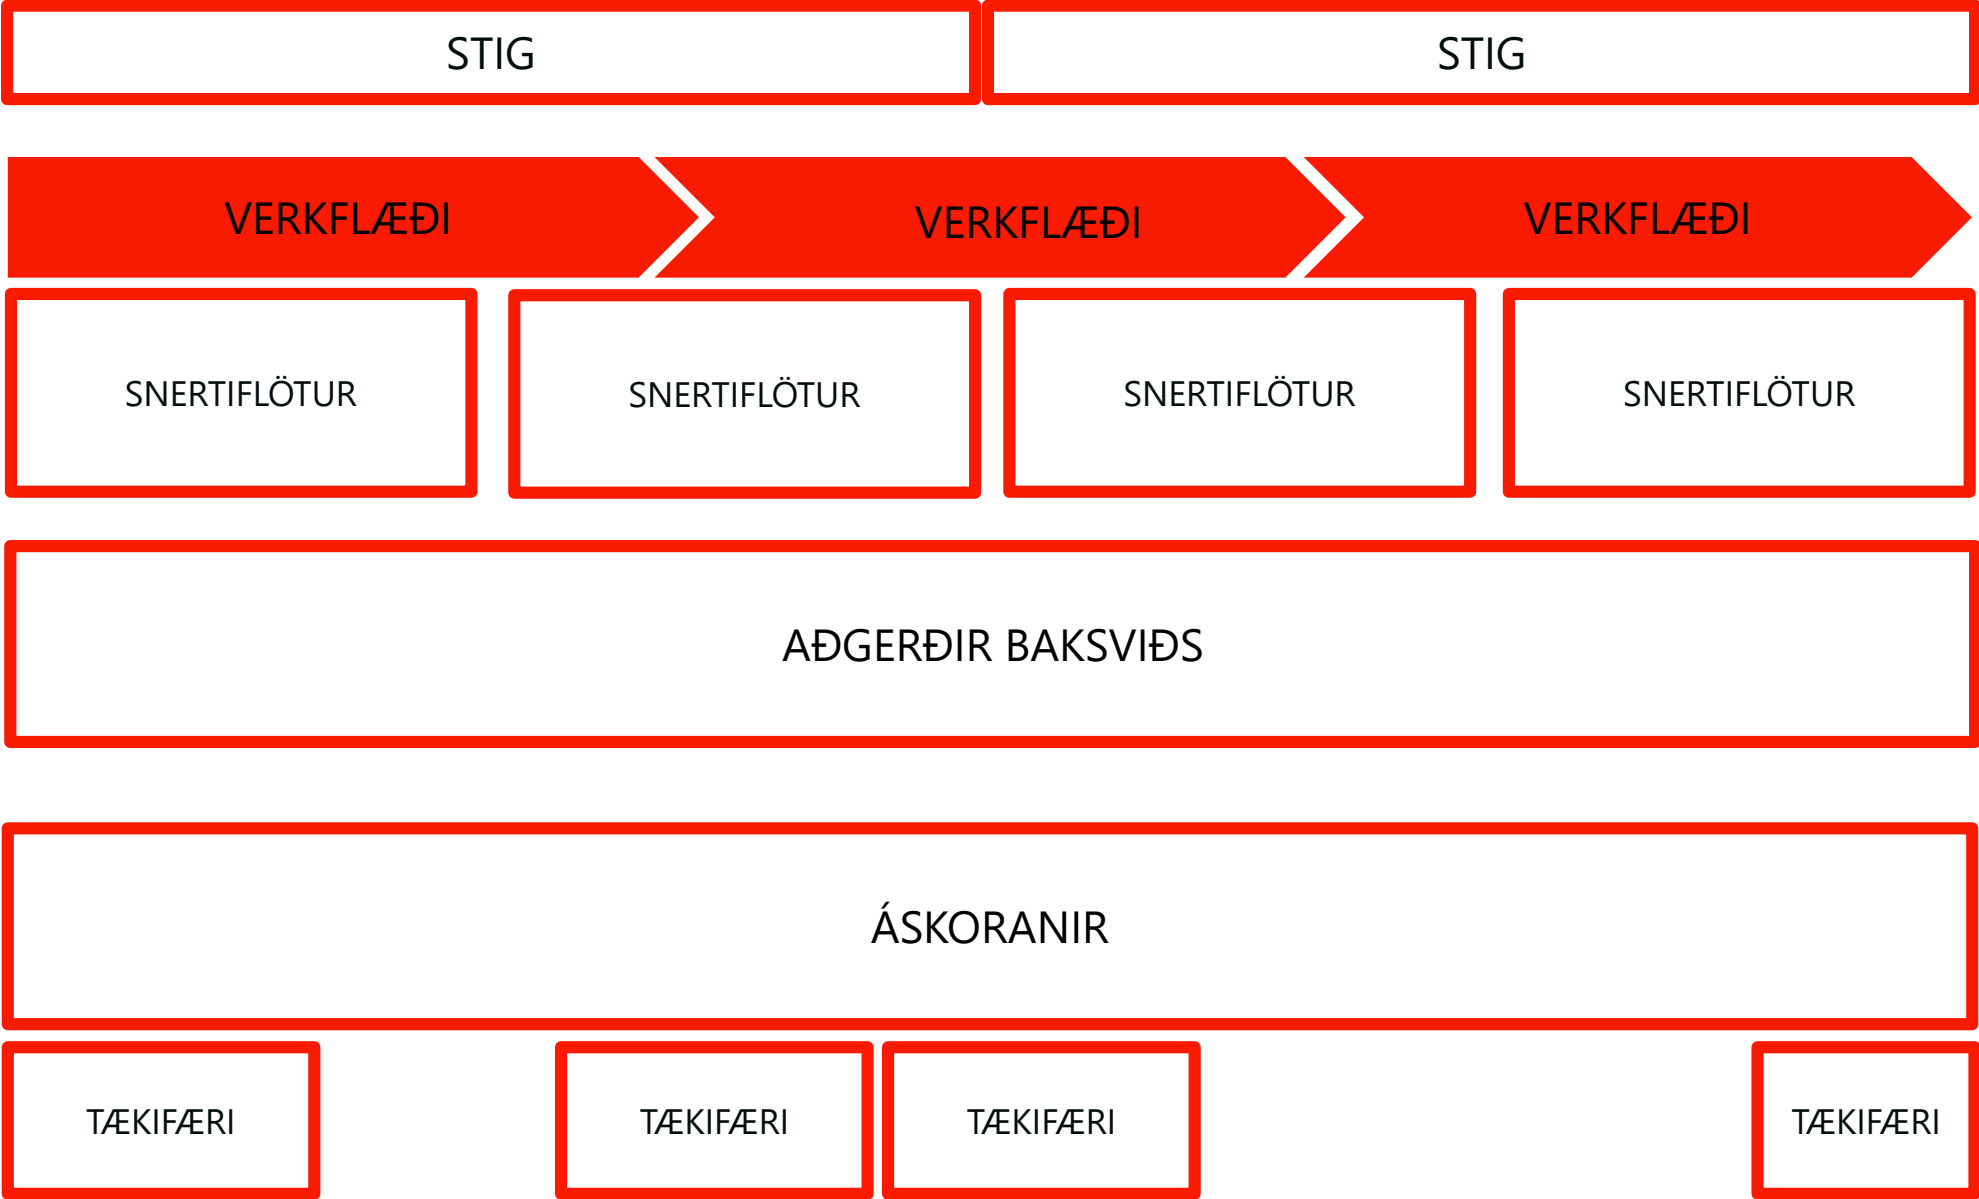 STIG
STIG
VERKFLÆÐI
VERKFLÆÐI
VERKFLÆÐI
SNERTIFLÖTUR
SNERTIFLÖTUR
SNERTIFLÖTUR
SNERTIFLÖTUR
AÐGERÐIR BAKSVIÐS
ÁSKORANIR
TÆKIFÆRI
TÆKIFÆRI
TÆKIFÆRI
TÆKIFÆRI